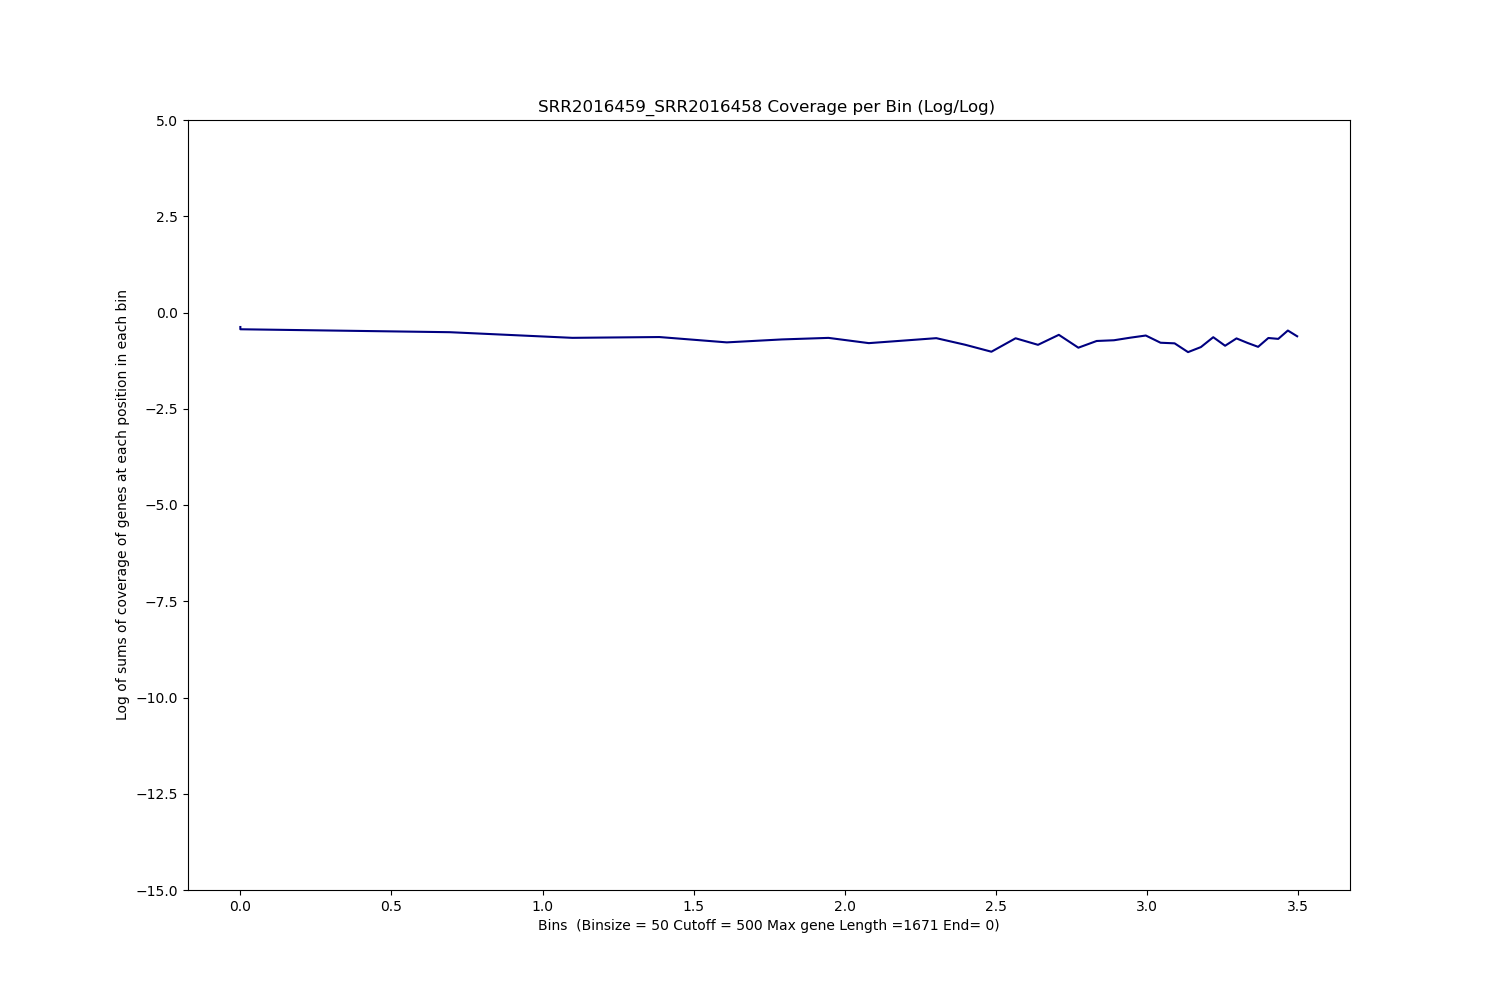 SRR2016459_SRR2016458 Coverage per Bin (Log/Log)
Log of sums of coverage of genes at each position in each bin
5.0
2.5
0.0
−2.5
−5.0
−7.5
−10.0
−12.5
−15.0
0.0 0.5 1.0 1.5 2.0 2.5 3.0 3.5
Bins  (Binsize = 50 Cutoff = 500 Max gene Length =1671 End= 0)